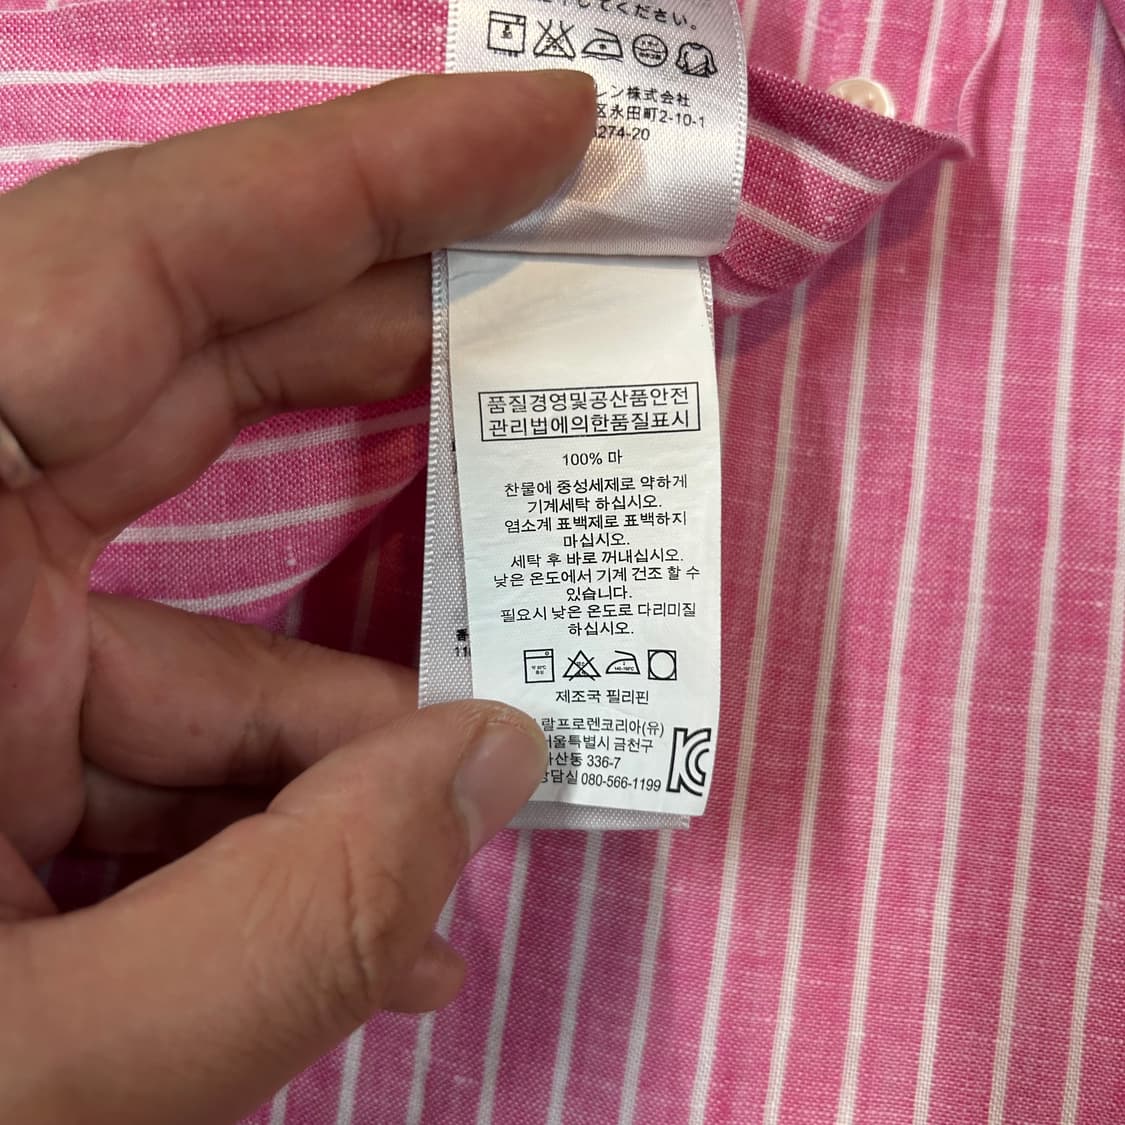 してください。
レン株式会社
区永田町2-10-1
274-20
품질경영및공산품안전
관리법에의한품질표시
100% 마
찬물에 중성세제로 약하게
기계세탁 하십시오.
염소계 표백제로 표백하지
마십시오.
세탁 후 바로 꺼내십시오.
낮은 온도에서 기계 건조 할 수
있습니다.
필요시 낮은 온도로 다리미질
하십시오.
제조국 필리핀
랄프로렌코리아(유)
서울특별시 금천구
가산동 336-7
상담실 080-566-1199